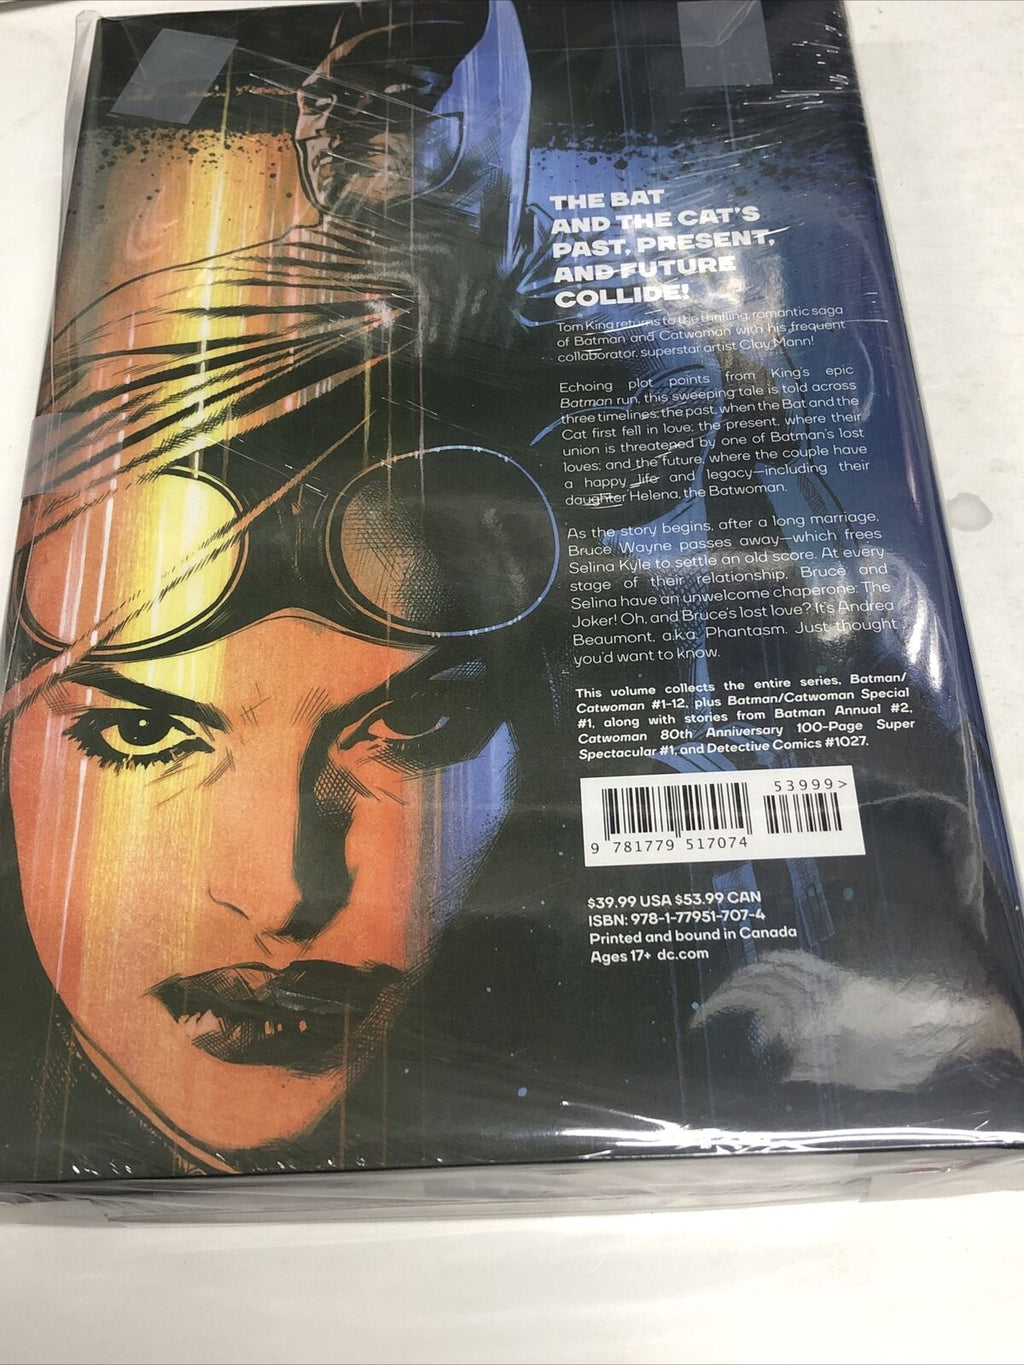 THE BAT
AND THE CAT'S
PAST, PRESENT,
AND FUTURE
COLLIDE!
Tom King returns to the thrilling, romantic saga
of Batman and Catwoman with his frequent
collaborator, superstar artist Clay Mann!
Echoing plot points from King's epic
Batman run, this sweeping tale is told across
three timelines: the past, when the Bat and the
Cat first fell in love; the present, where their
union is threatened by one of Batman's lost
loves; and the future, where the couple have
a happy life and legacy—including their
daughter Helena, the Batwoman.
As the story begins, after a long marriage,
Bruce Wayne passes away—which frees
Selina Kyle to settle an old score. At every
stage of their relationship, Bruce and
Selina have an unwelcome chaperone: The
Joker! Oh, and Bruce's lost love? It's Andrea
Beaumont, a.k.a. Phantasm. Just thought
you'd want to know.
This volume collects the entire series, Batman/
Catwoman #1-12, plus Batman/Catwoman Special
#1, along with stories from Batman Annual #2,
Catwoman 80th Anniversary 100-Page Super
Spectacular #1, and Detective Comics #1027.
53999>
9 781779 517074
$39.99 USA $53.99 CAN
ISBN: 978-1-77951-707-4
Printed and bound in Canada
Ages 17+ dc.com